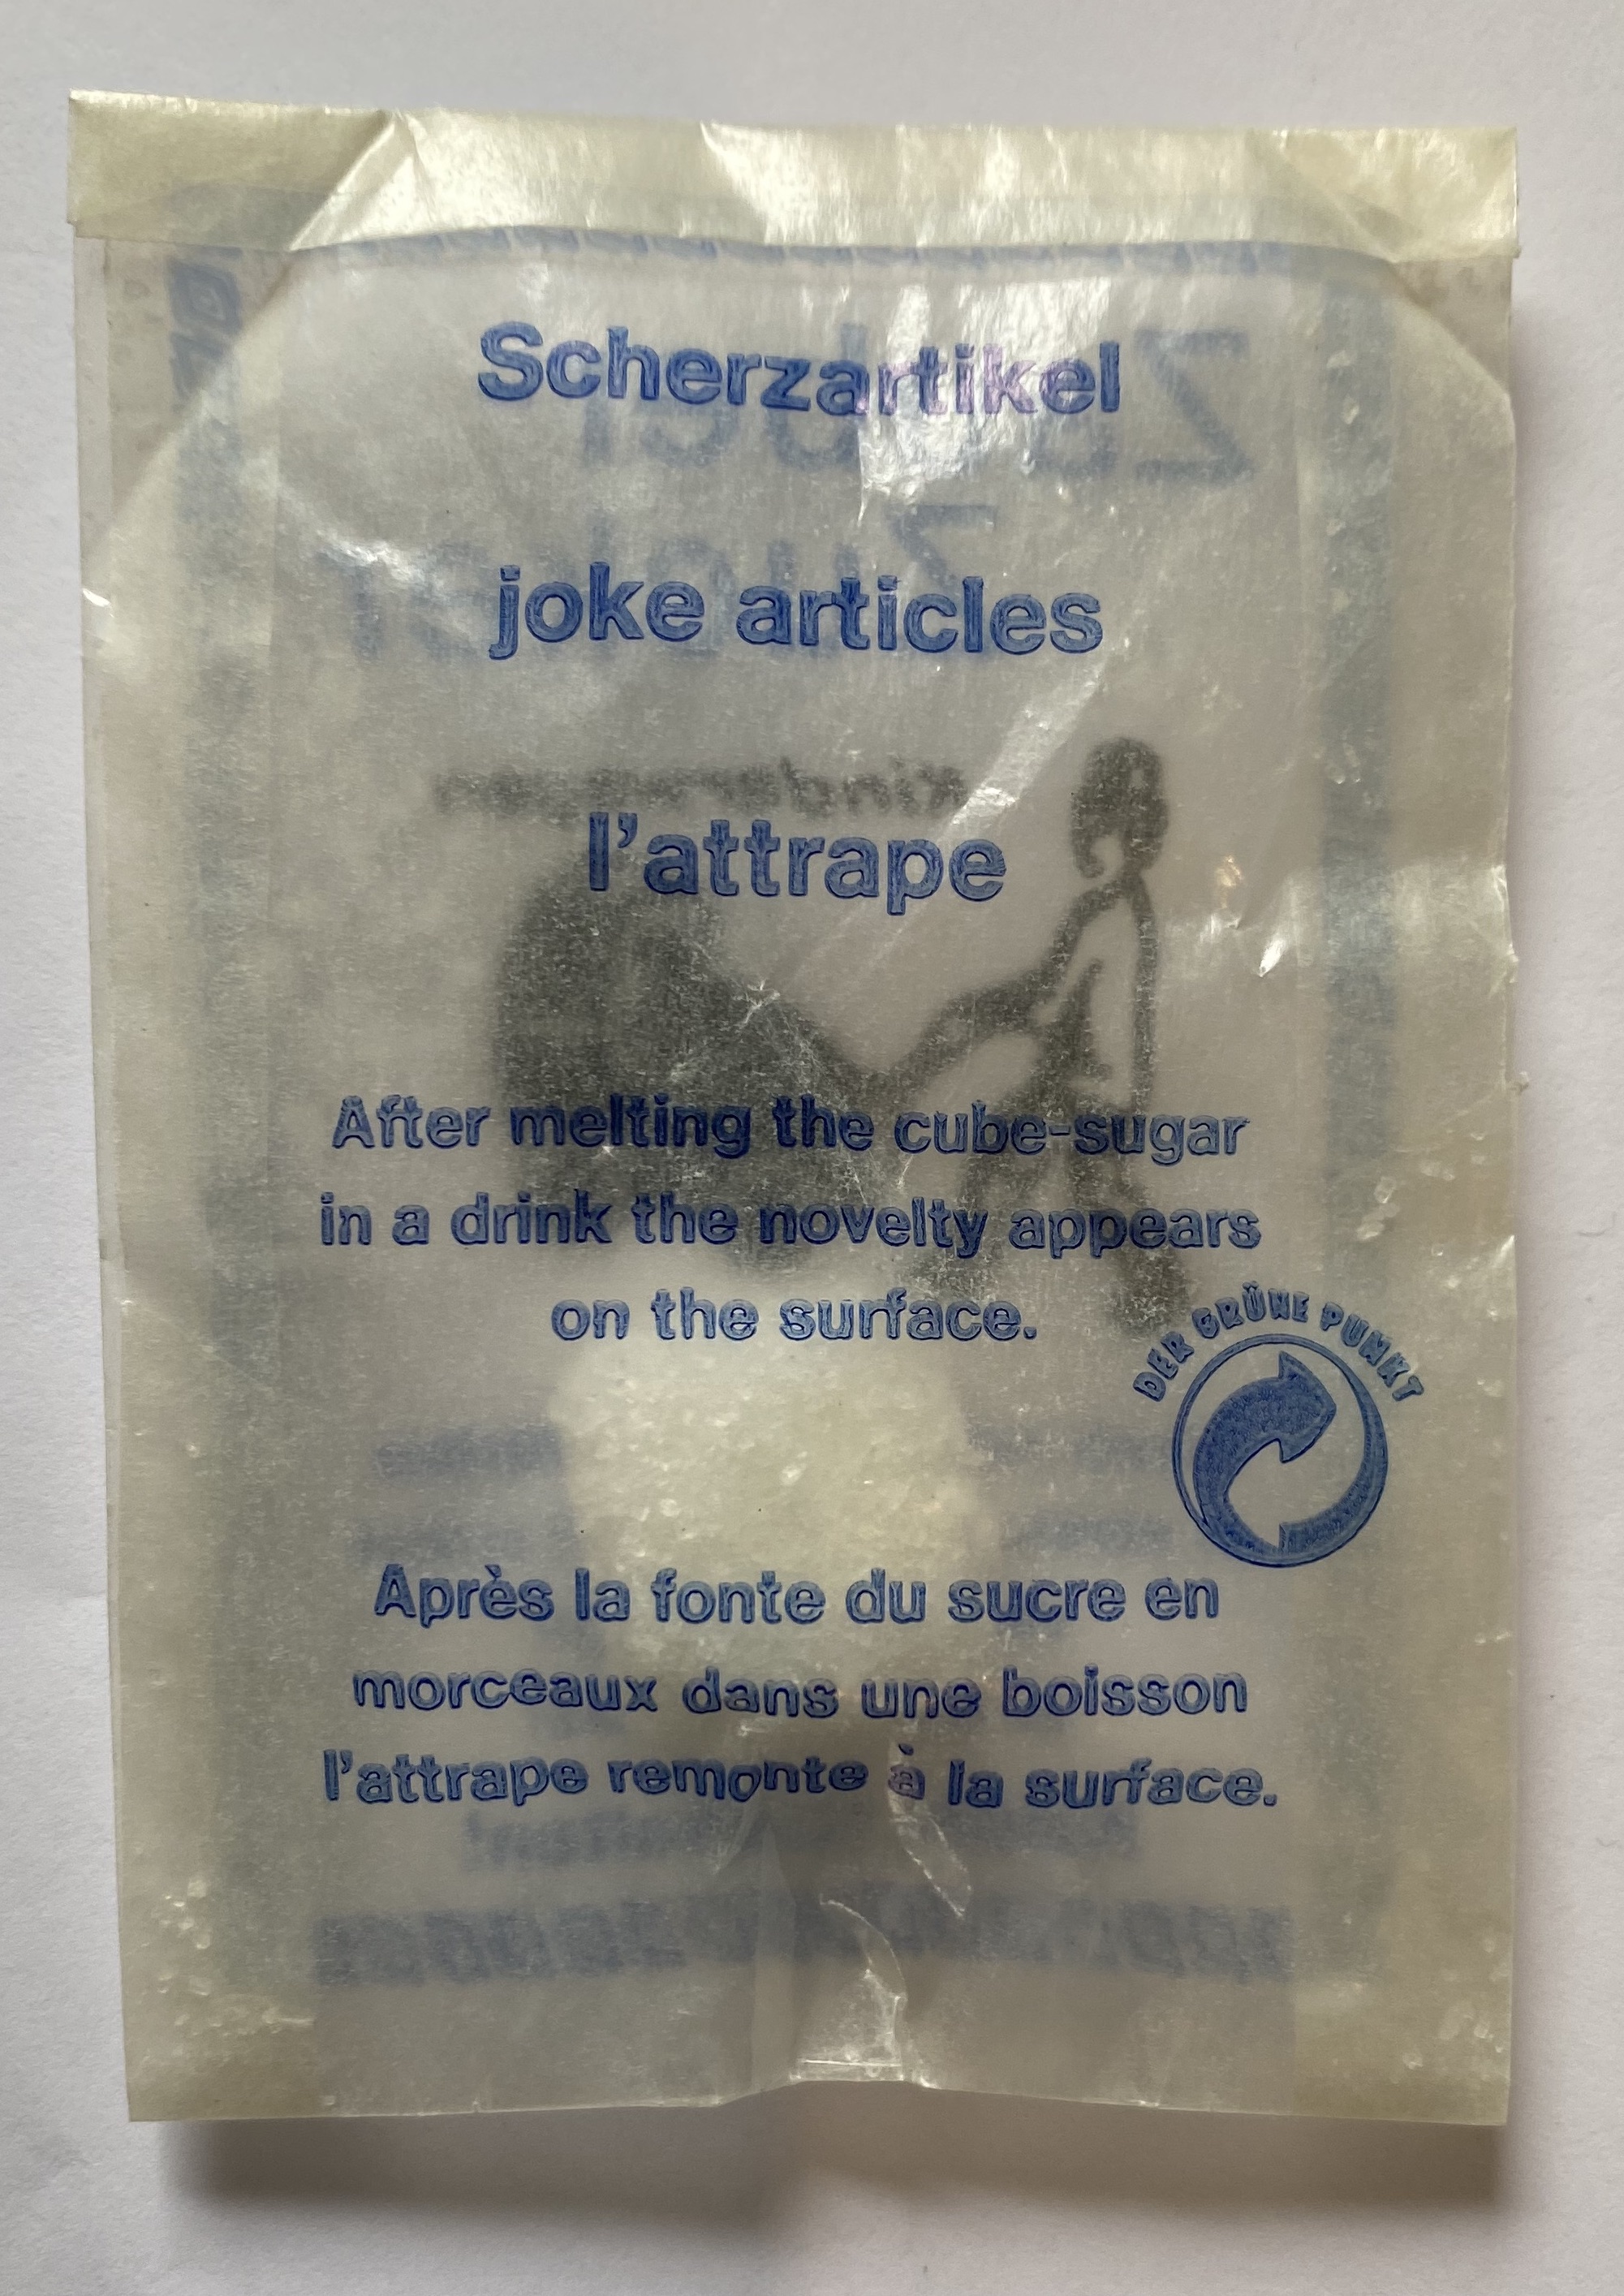 Scherzartikel
joke articles
l'attrape
After melting the cube-sugar
in a drink the novelty appears
on the surface.
DER GRÜNE PUNKT
Après la fonte du sucre en
morceaux dans une boisson
l'attrape remonte à la surface.